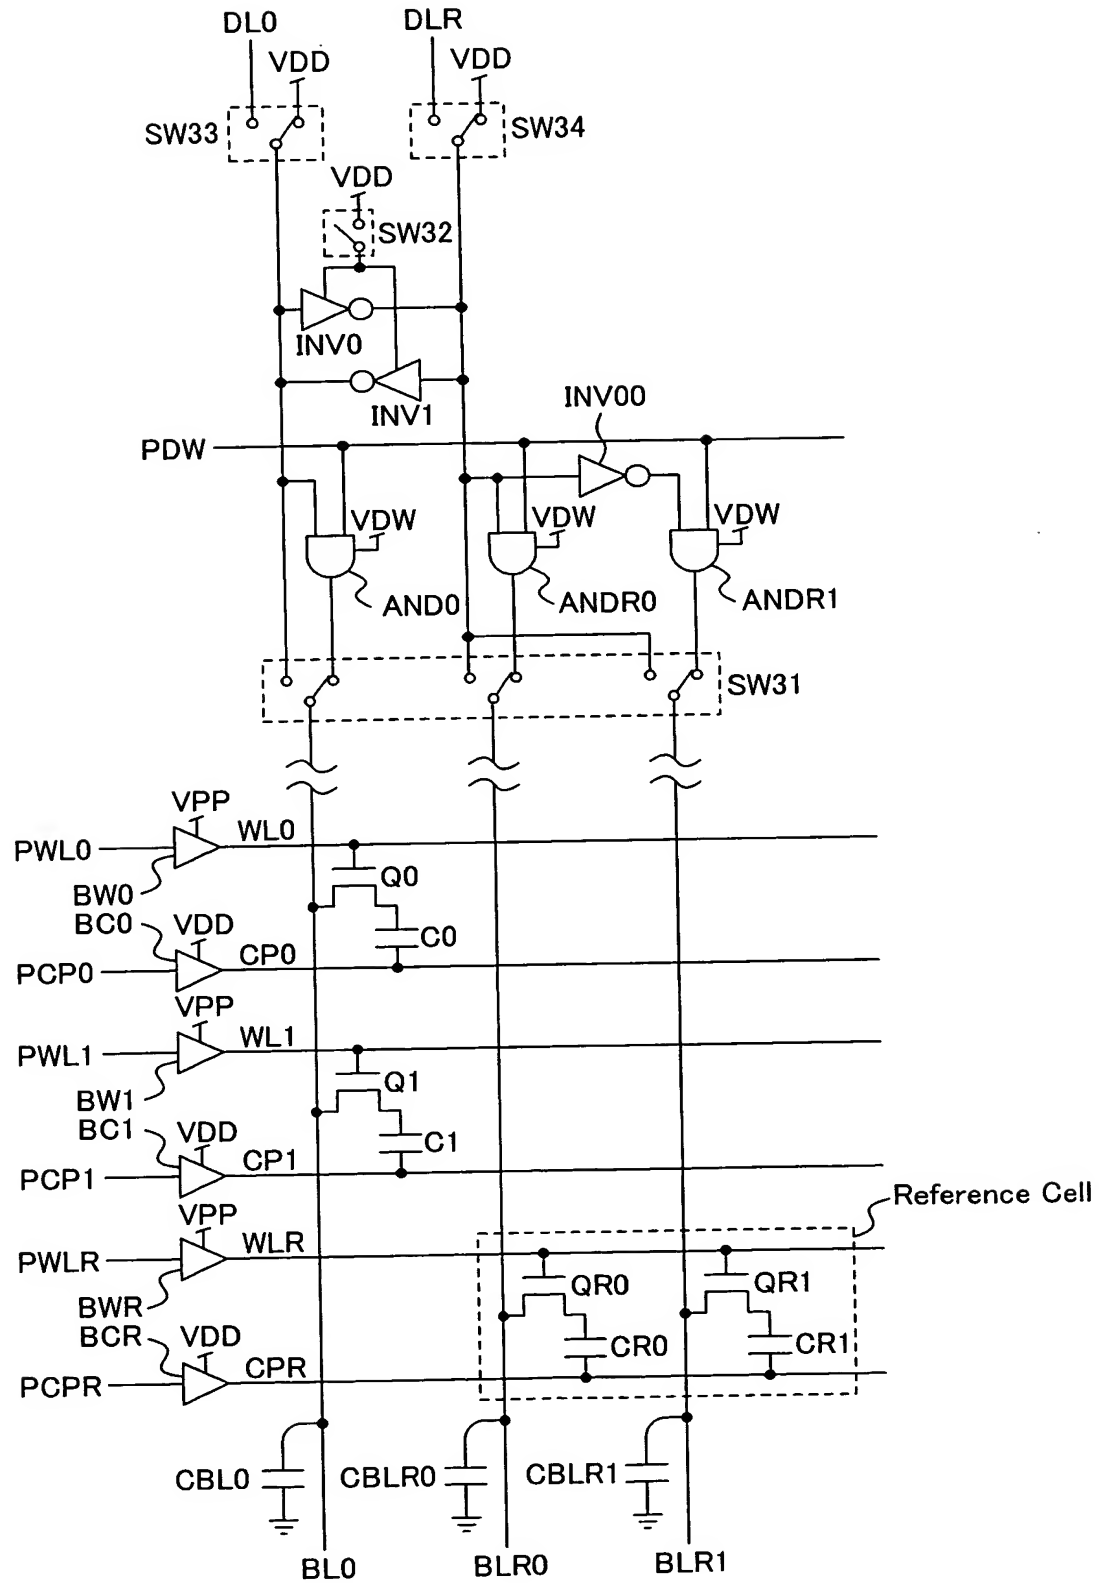 DL0 DLR
VDD VDD
SW33 SW34
VDD
SW32
INV0
INV1 INV00
PDW
VDW VDW VDW
AND0 ANDR0 ANDR1
SW31
VPP
PWL0 WL0
BW0 Q0
BC0 VDD C0
PCP0 CP0
VPP
PWL1 WL1
BW1 Q1
BC1 VDD C1
PCP1 CP1
Reference Cell
VPP
PWLR WLR
BWR QR0 QR1
BCR VDD CR0 CR1
PCPR CPR
CBL0 CBLR0 CBLR1
BL0 BLR0 BLR1